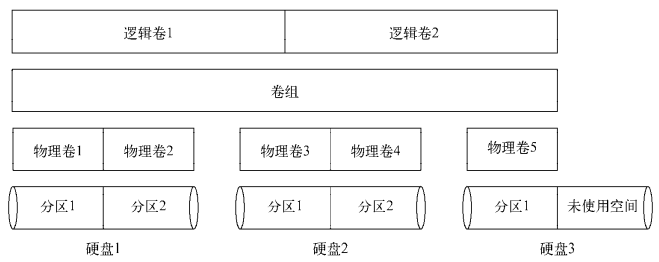 逻辑卷1 逻辑卷2
卷组
物理卷1 物理卷2 物理卷3 物理卷4 物理卷5
分区1 分区2 分区1 分区2 分区1 未使用空间
硬盘1 硬盘2 硬盘3